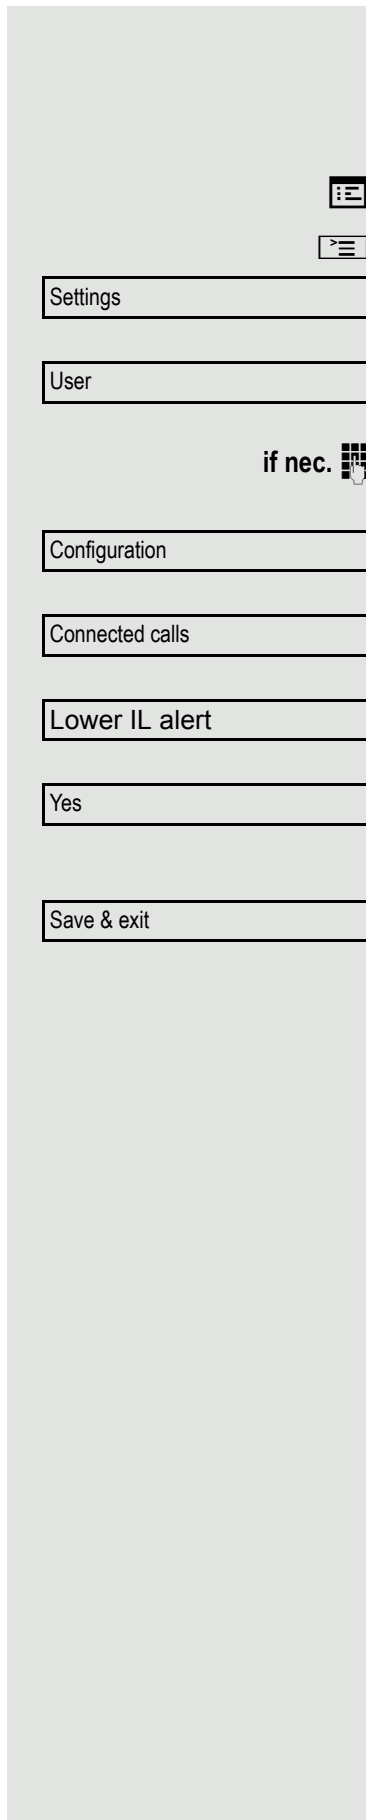 Settings
User
if nec.
Configuration
Connected calls
Lower IL alert
Yes
Save & exit